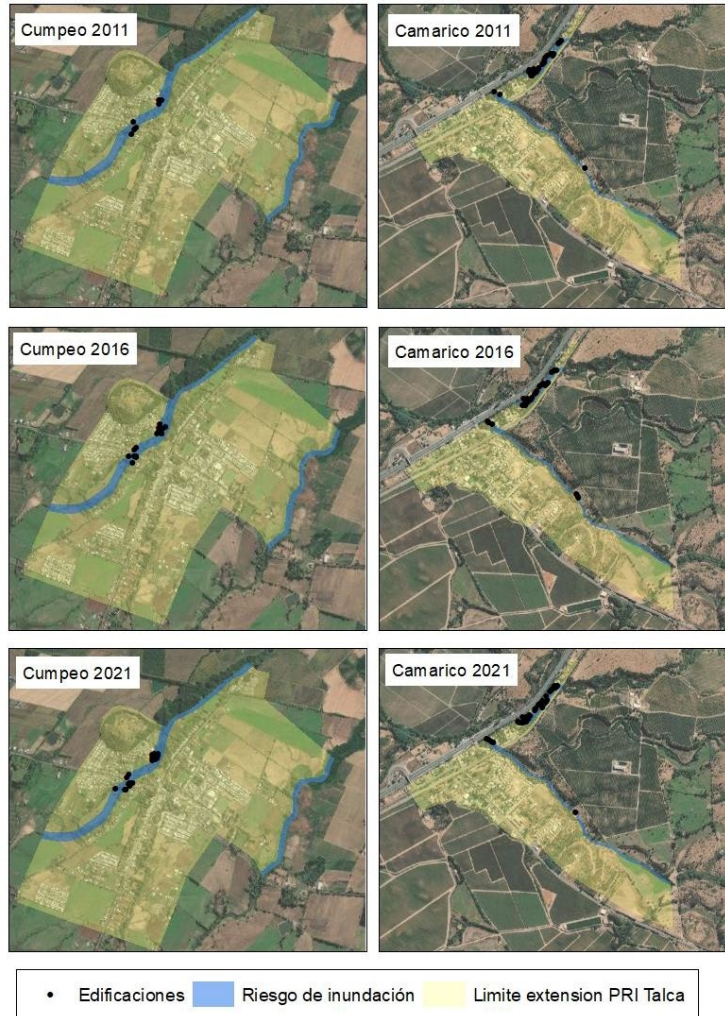 Cumpeo 2011
Camarico 2011
Cumpeo 2016
Camarico 2016
Cumpeo 2021
Camarico 2021
Edificaciones
Riesgo de inundación
Limite extension PRI Talca